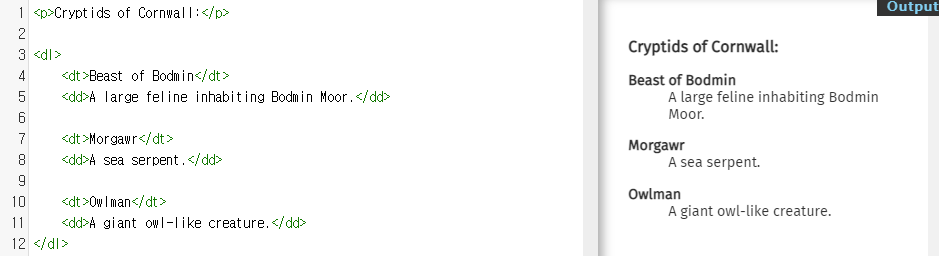 1 <p>Cryptids of Cornwall:</p>
2
3 <dl>
4     <dt>Beast of Bodmin</dt>
5     <dd>A large feline inhabiting Bodmin Moor.</dd>
6
7     <dt>Morgawr</dt>
8     <dd>A sea serpent.</dd>
9
10     <dt>Owlman</dt>
11     <dd>A giant owl-like creature.</dd>
12 </dl>
Output
Cryptids of Cornwall:
Beast of Bodmin
A large feline inhabiting Bodmin
Moor.
Morgawr
A sea serpent.
Owlman
A giant owl-like creature.